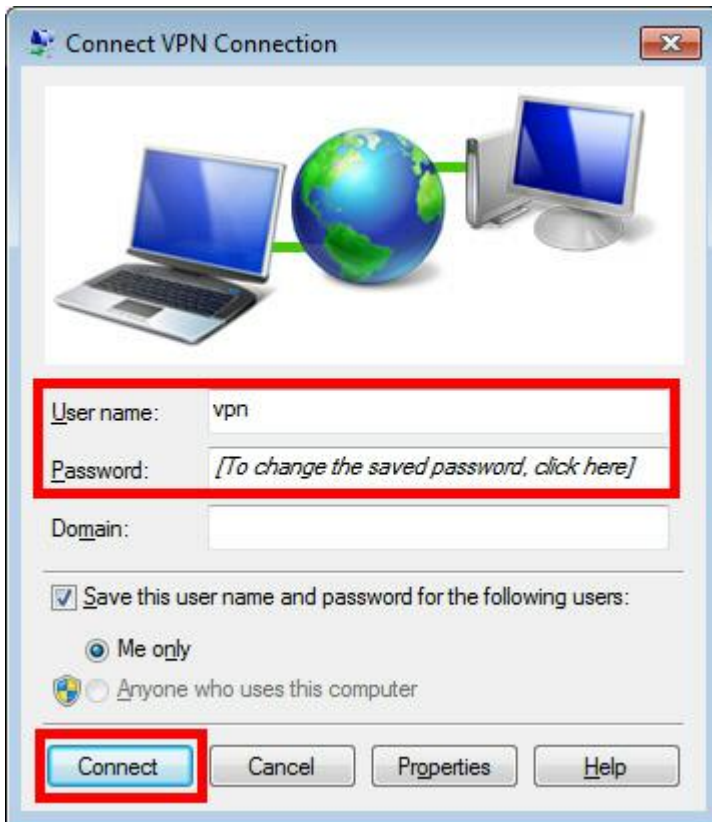 Connect VPN Connection
User name: vpn
Password: [To change the saved password, click here]
Domain:
Save this user name and password for the following users:
Me only
Anyone who uses this computer
Connect Cancel Properties Help